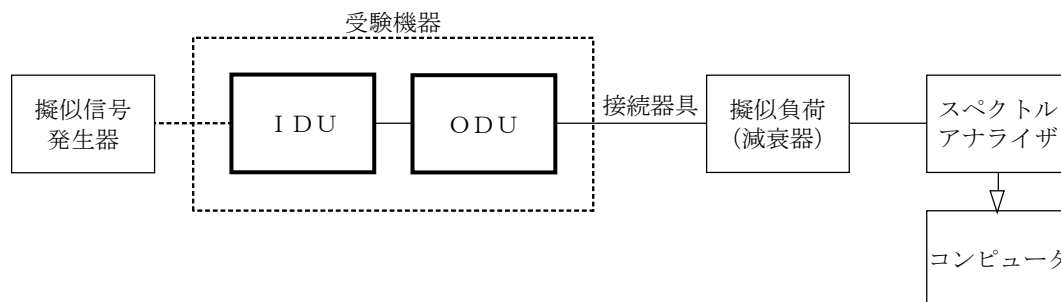 受験機器
擬似信号
発生器
ＩＤＵ
ＯＤＵ
接続器具
擬似負荷
（減衰器）
スペクトル
アナライザ
コンピュータ